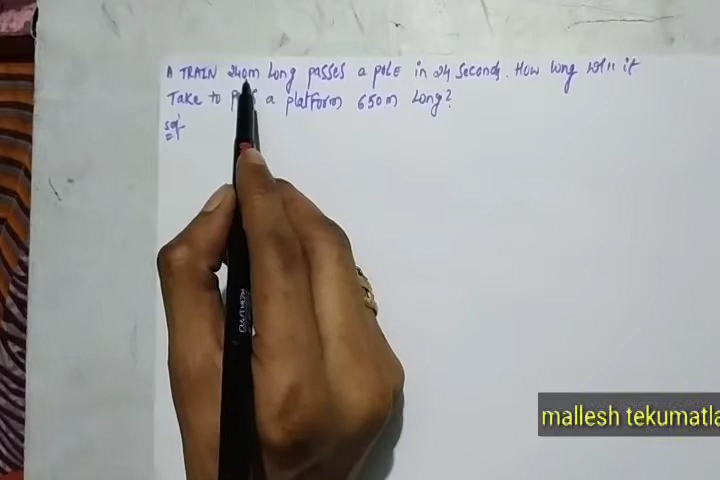 A TRAIN 240m Long passes a pole in 24 seconds. How long will it
Take to pass a platform 650m Long?
Sol
mallesh tekumatla